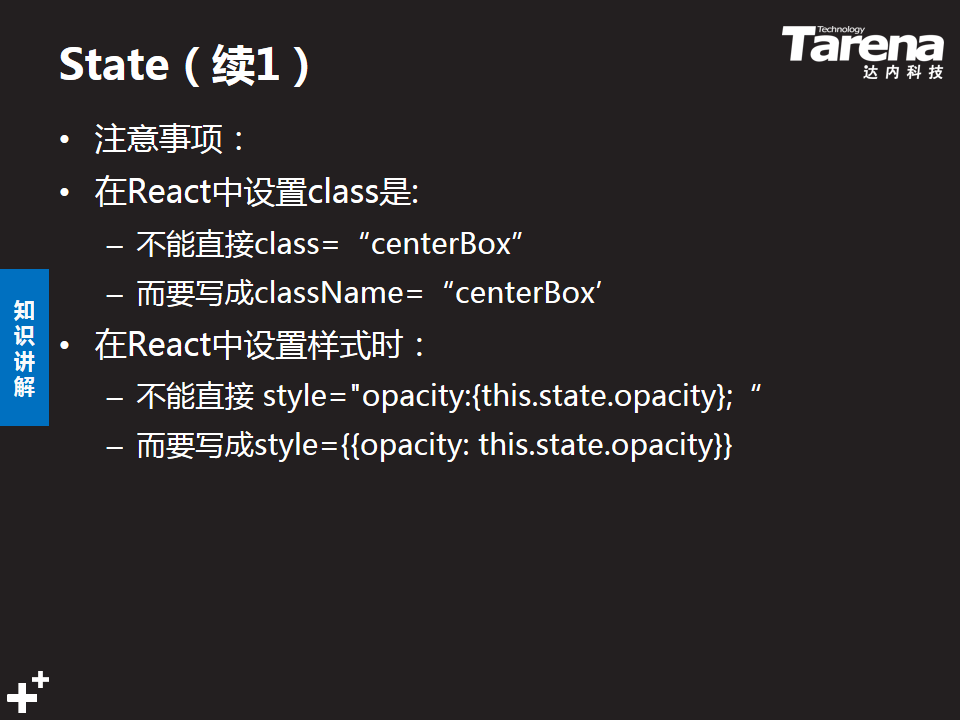 State（续1）
Technology
Tarena
达内科技
• 注意事项：
• 在React中设置class是:
– 不能直接class=“centerBox”
– 而要写成className=“centerBox’
• 在React中设置样式时：
– 不能直接 style="opacity:{this.state.opacity};“
– 而要写成style={{opacity: this.state.opacity}}
知识讲解